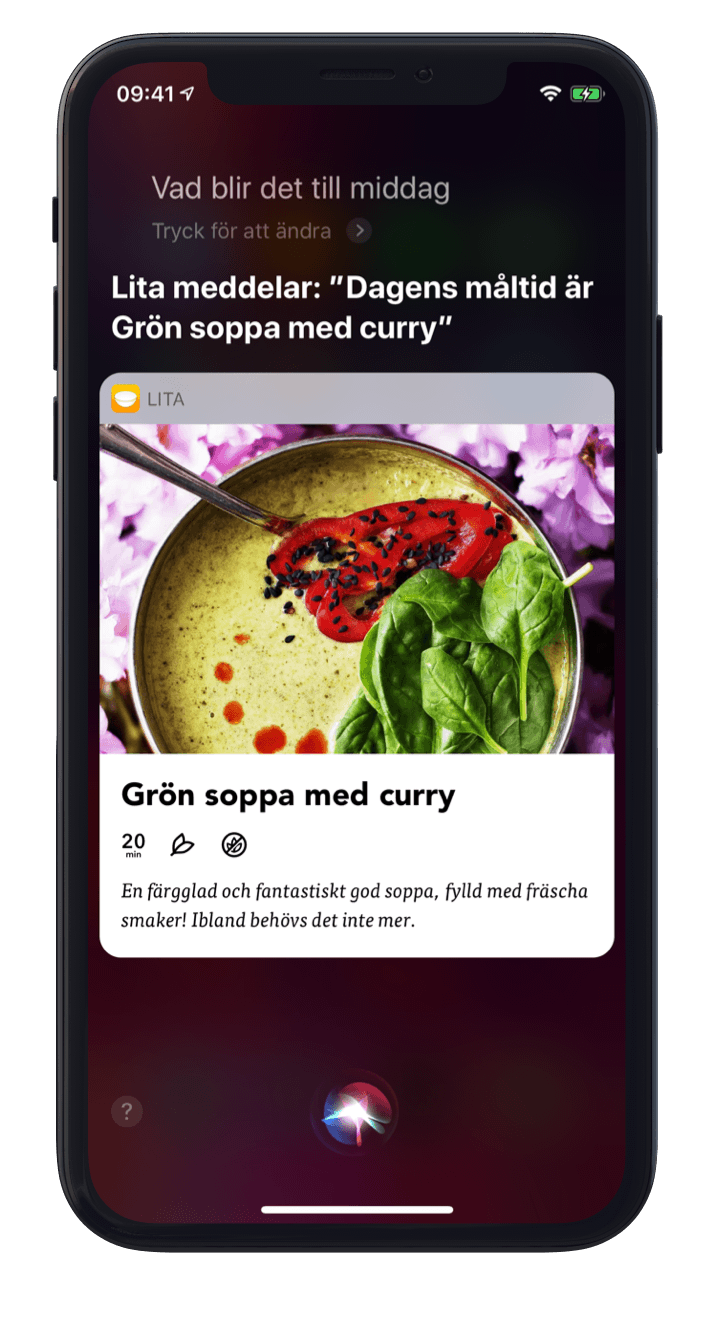 09:41
Vad blir det till middag
Tryck för att ändra
Lita meddelar: ”Dagens måltid är
Grön soppa med curry”
LITA
Grön soppa med curry
20
min
En färgglad och fantastiskt god soppa, fylld med fräscha
smaker! Ibland behövs det inte mer.
?